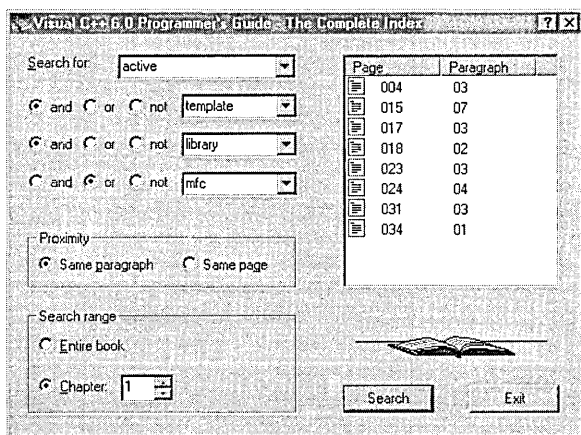 Visual C++ 6.0 Programmer's Guide - The Complete Index
Search for: active
and or not template
and or not library
and or not mfc
Proximity
Same paragraph Same page
Search range
Entire book
Chapter: 1
Page Paragraph
004 03
015 07
017 03
018 02
023 03
024 04
031 03
034 01
Search Exit